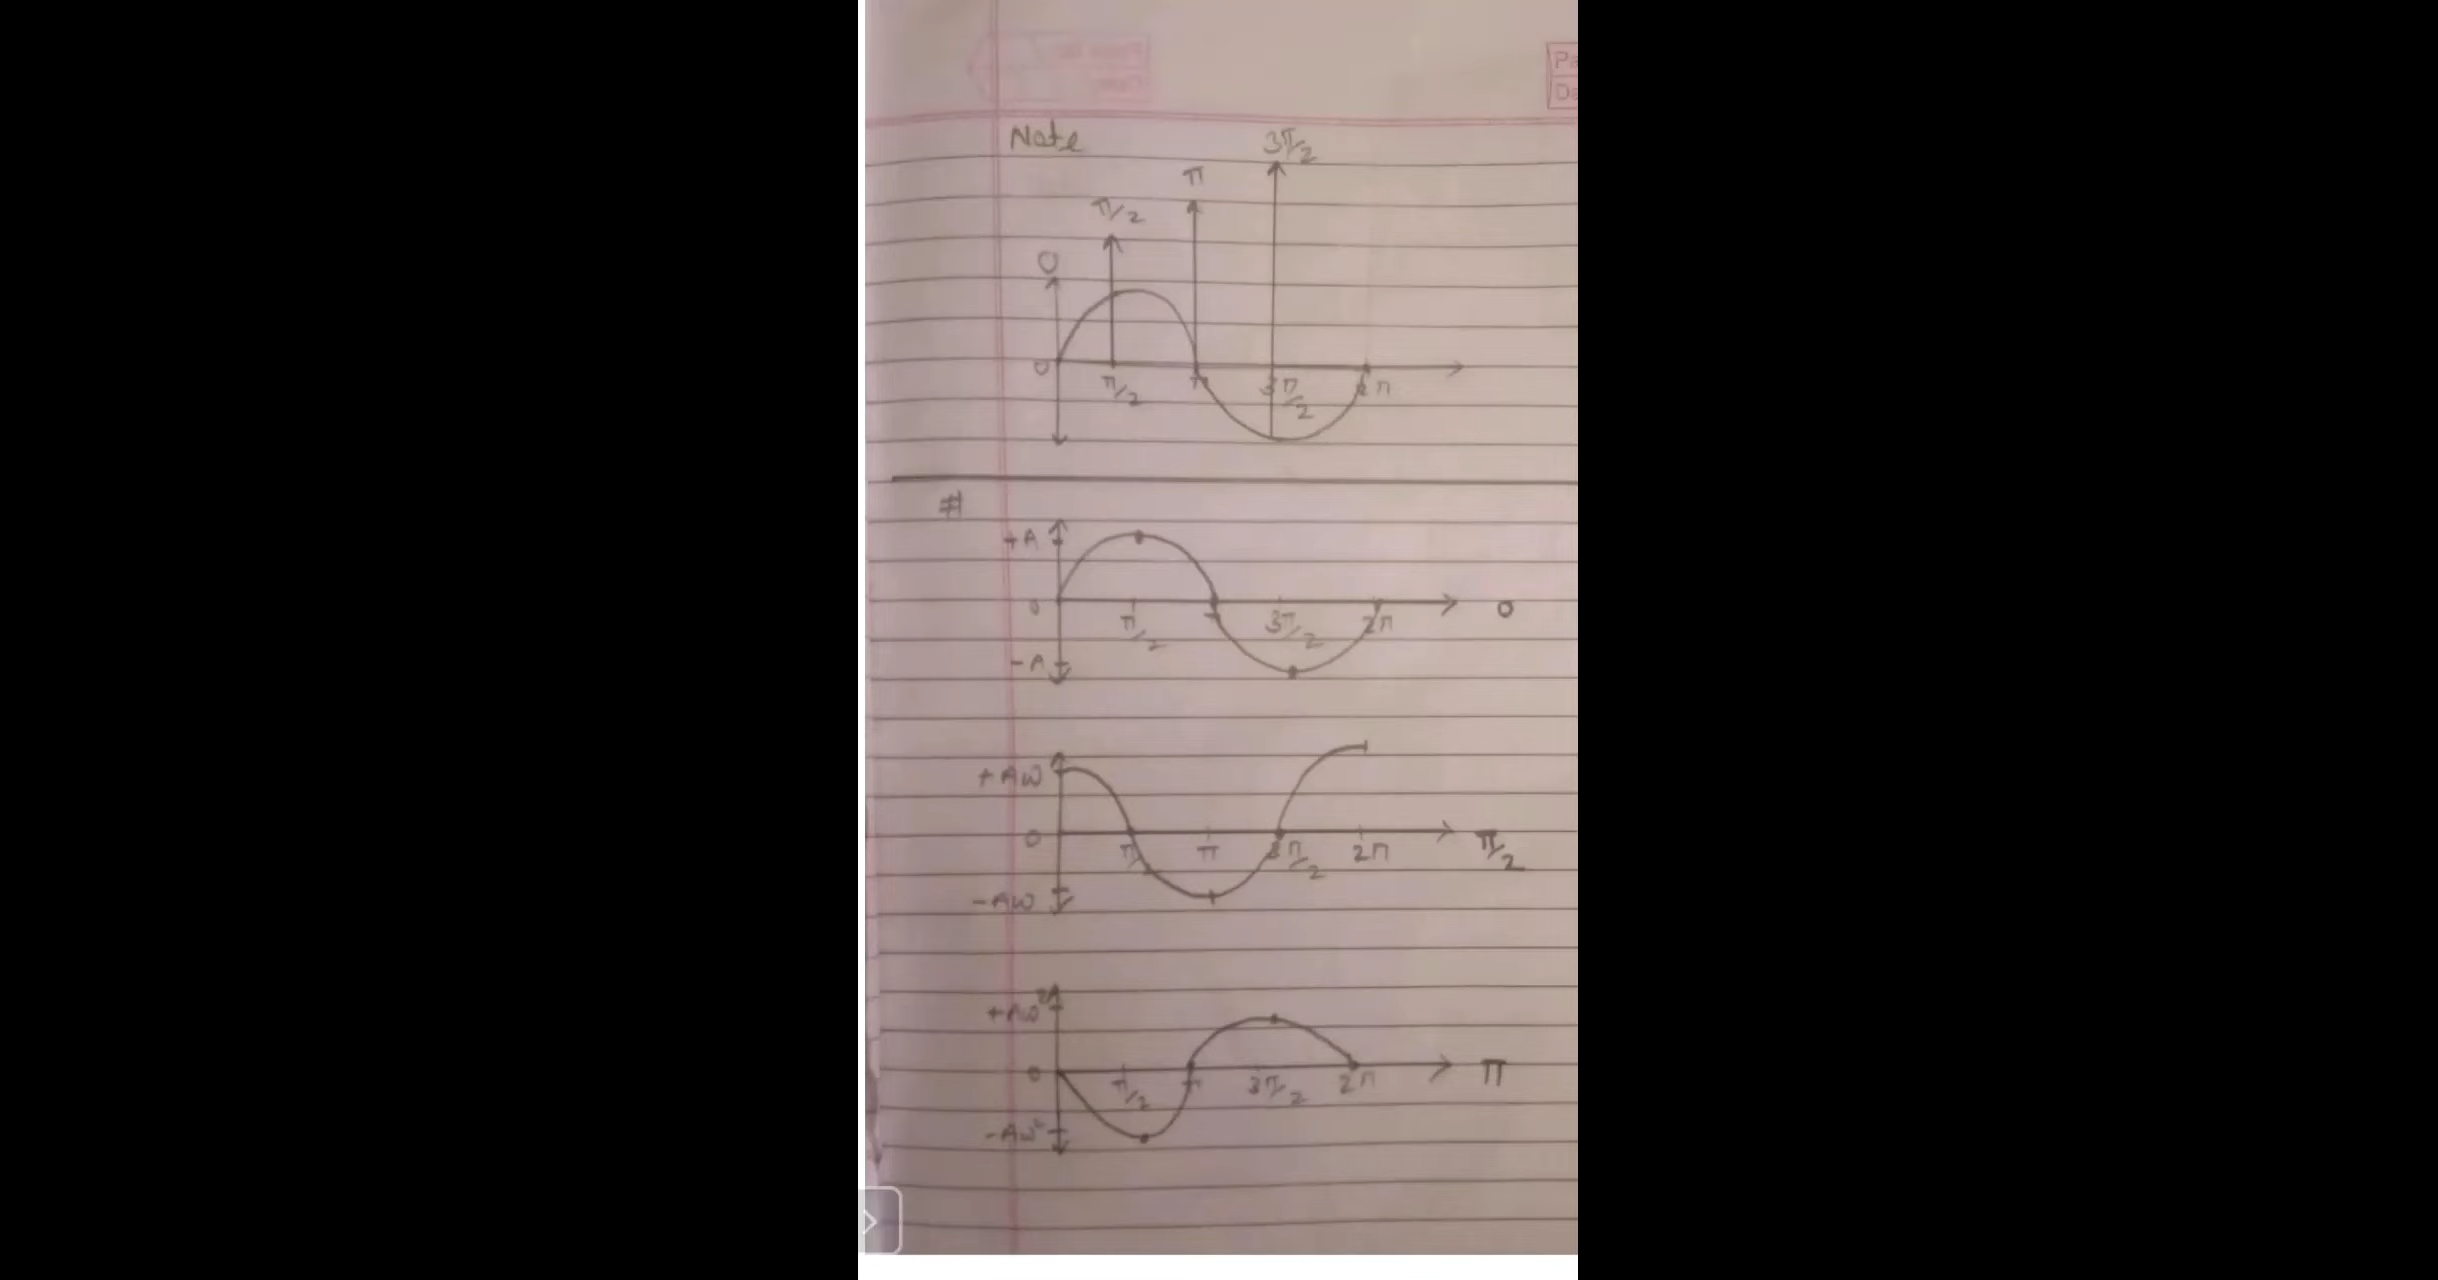 Note
3π/2
π
π/2
0
0 π/2 π 3π/2 2π
#
+A
0 π/2 3π/2 2π 0
-A
+Aω
0 π/ π 3π/2 2π π/2
-Aω
+Aω²
0 π/2 π 3π/2 2π π
-Aω²